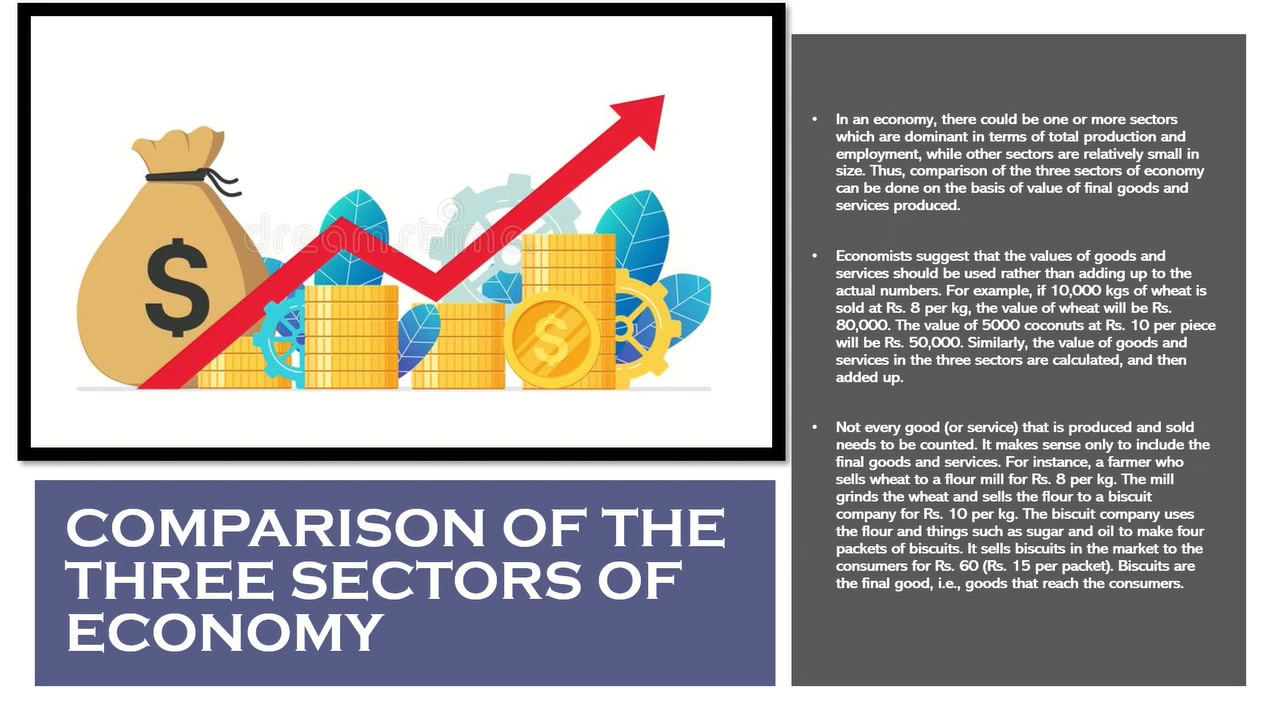 dreamstime
$
$
COMPARISON OF THE
THREE SECTORS OF
ECONOMY
• In an economy, there could be one or more sectors
which are dominant in terms of total production and
employment, while other sectors are relatively small in
size. Thus, comparison of the three sectors of economy
can be done on the basis of value of final goods and
services produced.
• Economists suggest that the values of goods and
services should be used rather than adding up to the
actual numbers. For example, if 10,000 kgs of wheat is
sold at Rs. 8 per kg, the value of wheat will be Rs.
80,000. The value of 5000 coconuts at Rs. 10 per piece
will be Rs. 50,000. Similarly, the value of goods and
services in the three sectors are calculated, and then
added up.
• Not every good (or service) that is produced and sold
needs to be counted. It makes sense only to include the
final goods and services. For instance, a farmer who
sells wheat to a flour mill for Rs. 8 per kg. The mill
grinds the wheat and sells the flour to a biscuit
company for Rs. 10 per kg. The biscuit company uses
the flour and things such as sugar and oil to make four
packets of biscuits. It sells biscuits in the market to the
consumers for Rs. 60 (Rs. 15 per packet). Biscuits are
the final good, i.e., goods that reach the consumers.